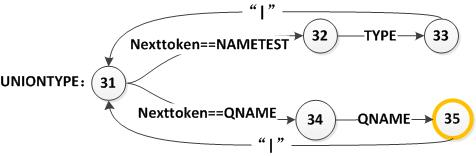 “|”
Nexttoken==NAMETEST
32
TYPE
33
UNIONTYPE:
31
Nexttoken==QNAME
34
QNAME
35
“|”